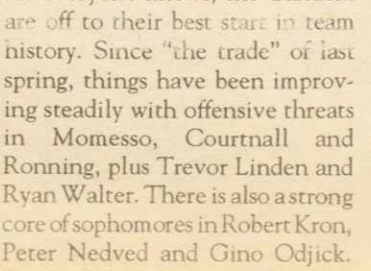 are off to their best start in team
history. Since "the trade" of last
spring, things have been improv-
ing steadily with offensive threats
in Momesso, Courtnall and
Ronning, plus Trevor Linden and
Ryan Walter. There is also a strong
core of sophomores in Robert Kron,
Peter Nedved and Gino Odjick.